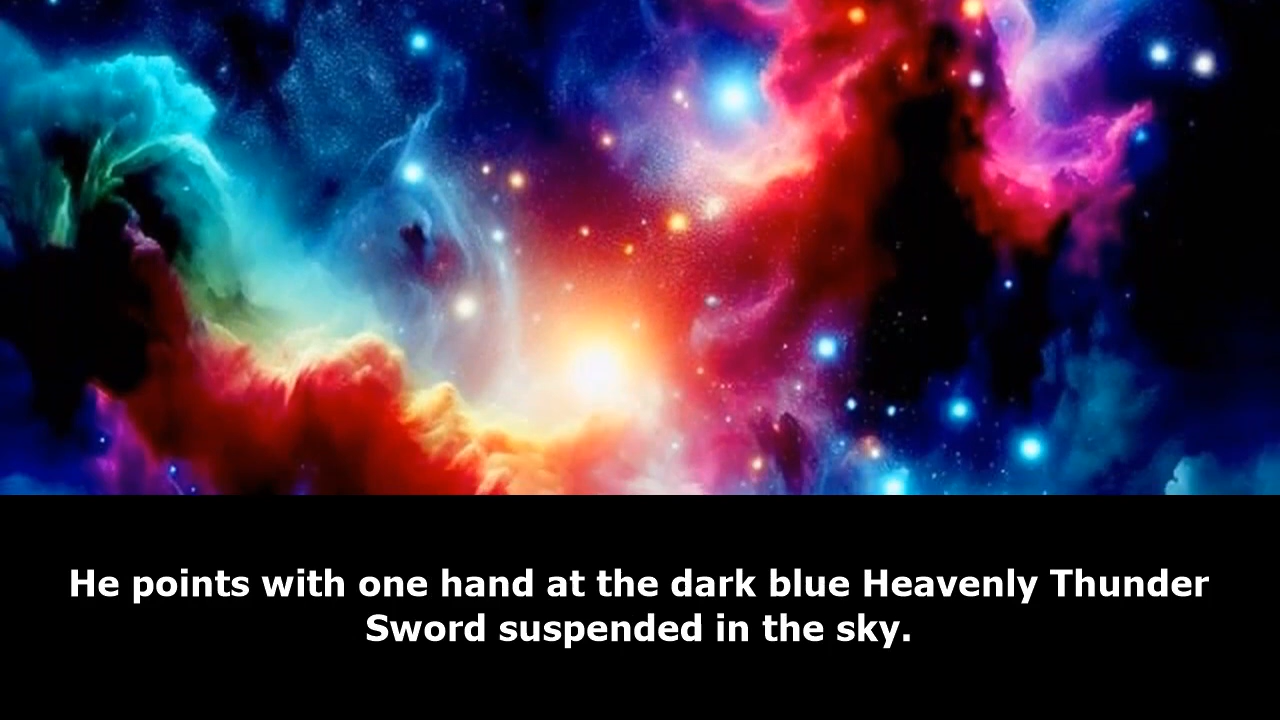 He points with one hand at the dark blue Heavenly Thunder
Sword suspended in the sky.